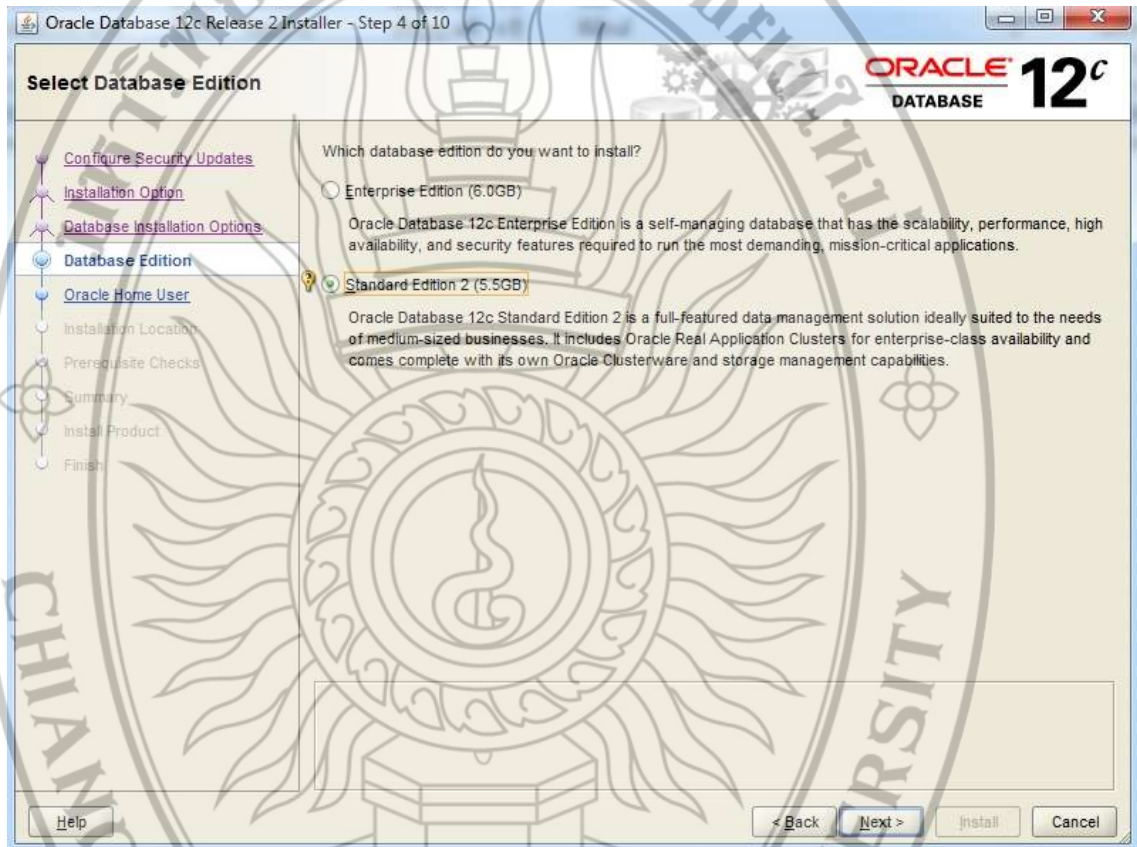 Oracle Database 12c Release 2 Installer - Step 4 of 10
Select Database Edition
ORACLE
DATABASE
12c
Configure Security Updates
Installation Option
Database Installation Options
Database Edition
Oracle Home User
Installation Location
Prerequisite Checks
Summary
Install Product
Finish
Which database edition do you want to install?
Enterprise Edition (6.0GB)
Oracle Database 12c Enterprise Edition is a self-managing database that has the scalability, performance, high
availability, and security features required to run the most demanding, mission-critical applications.
Standard Edition 2 (5.5GB)
Oracle Database 12c Standard Edition 2 is a full-featured data management solution ideally suited to the needs
of medium-sized businesses. It includes Oracle Real Application Clusters for enterprise-class availability and
comes complete with its own Oracle Clusterware and storage management capabilities.
Help
< Back
Next >
Install
Cancel